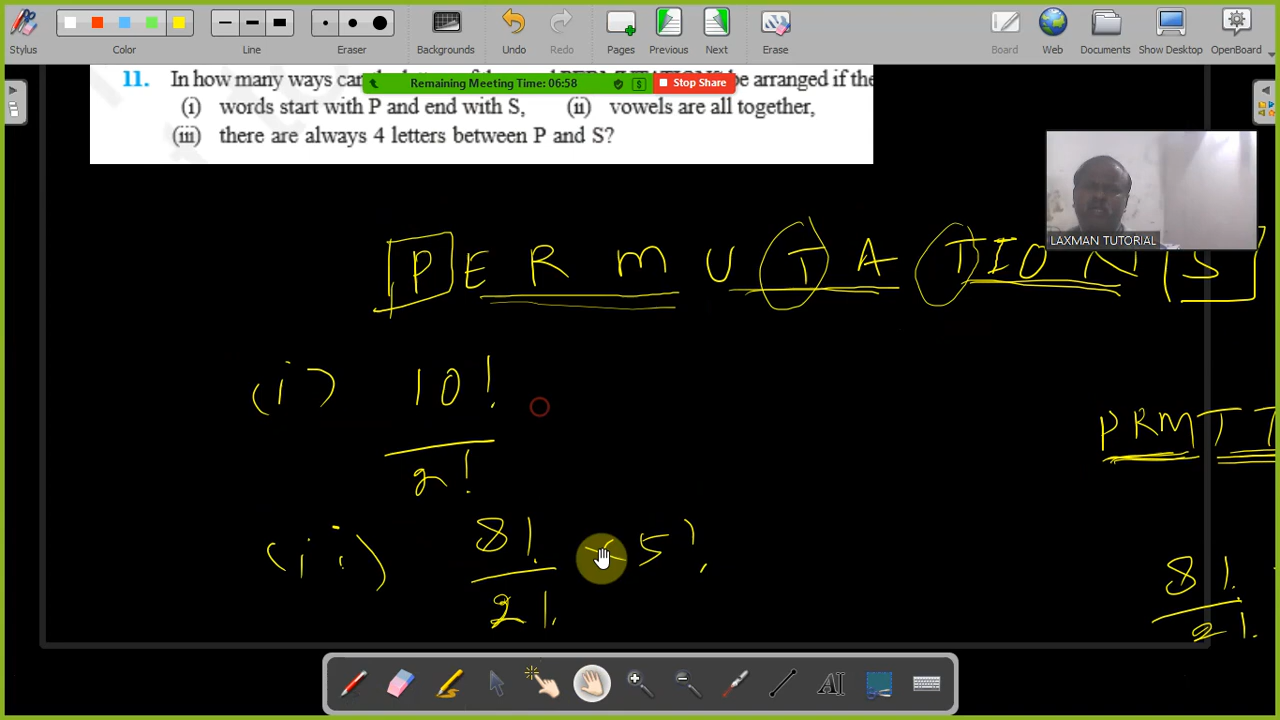 Stylus Color Line Eraser Backgrounds Undo Redo Pages Previous Next Erase Board Web Documents Show Desktop OpenBoard
Remaining Meeting Time: 06:58 $ Stop Share
11. In how many ways can the be arranged if the
(i) words start with P and end with S, (ii) vowels are all together,
(iii) there are always 4 letters between P and S?
LAXMAN TUTORIAL
P E R M U T A T I O N S
(i) 10!
2!
PRM T T
(ii) 8! × 5!
2!
8!
2!
AI